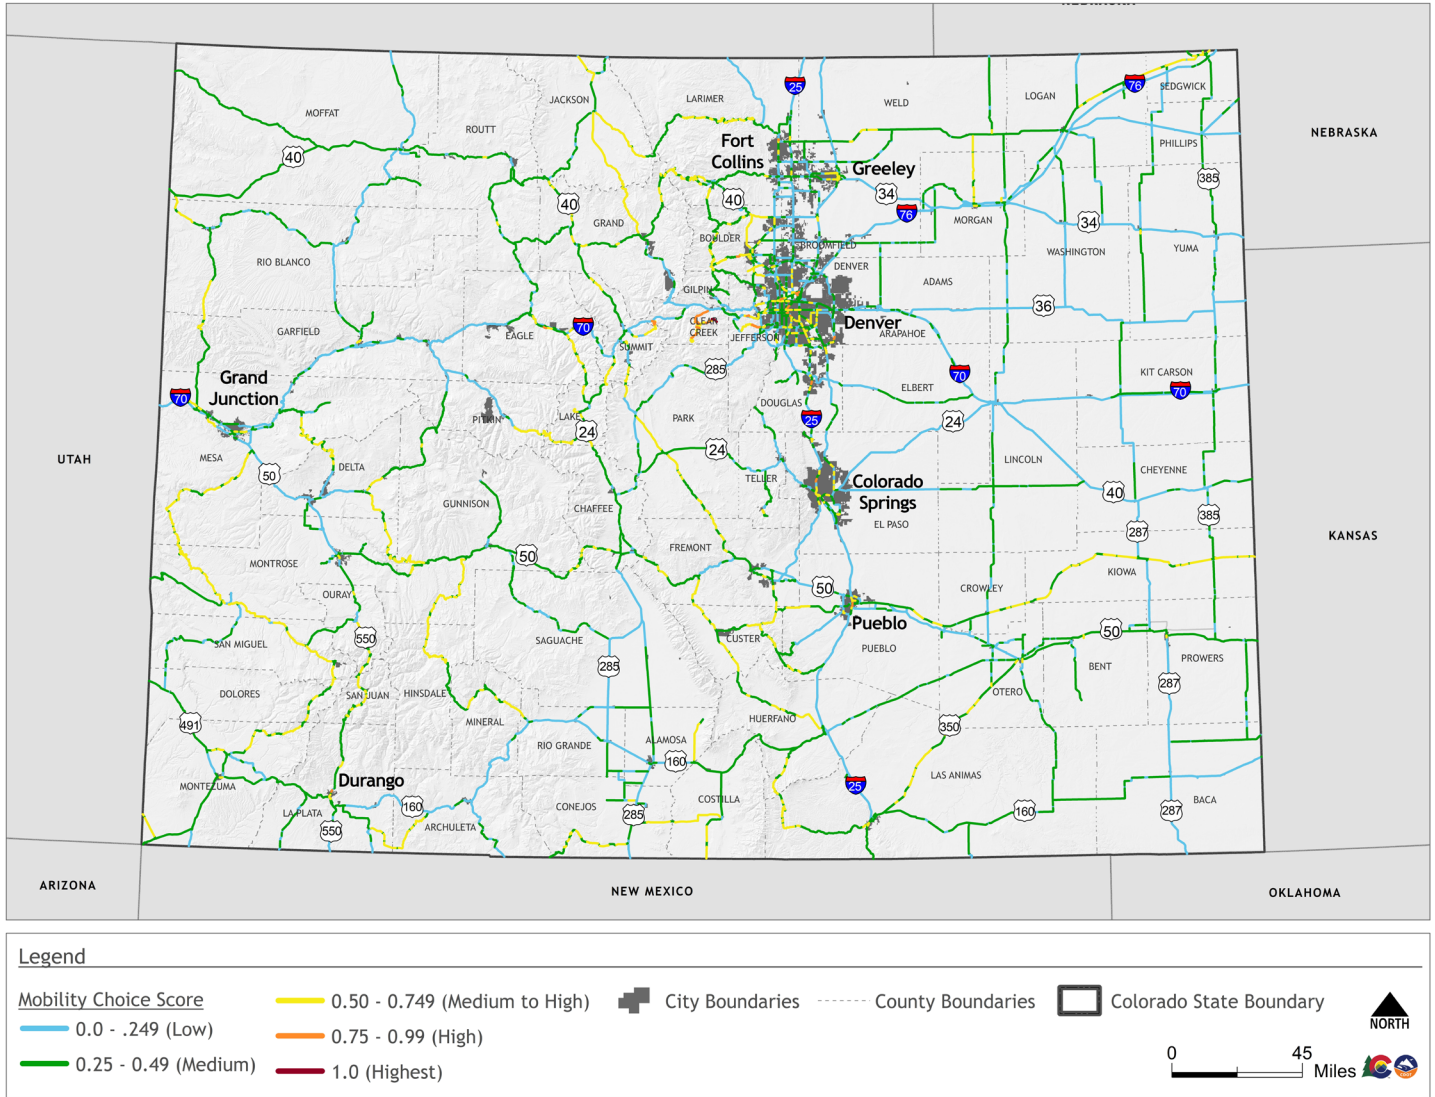 NEBRASKA
25
76
SEDGWICK
JACKSON
LARIMER
WELD
LOGAN
MOFFAT
ROUTT
NEBRASKA
PHILLIPS
Fort
Collins
40
Greeley
385
40
40
34
76
34
GRAND
MORGAN
BOULDER
BROOMFIELD
WASHINGTON
YUMA
RIO BLANCO
DENVER
ADAMS
GILPIN
36
GARFIELD
70
EAGLE
CLEAR
CREEK
Denver
JEFFERSON
ARAPAHOE
SUMMIT
285
70
KIT CARSON
Grand
Junction
70
ELBERT
70
DOUGLAS
PITKIN
LAKE
PARK
25
24
24
UTAH
24
MESA
DELTA
LINCOLN
50
TELLER
CHEYENNE
Colorado
Springs
40
GUNNISON
CHAFFEE
385
EL PASO
287
KANSAS
FREMONT
50
MONTROSE
KIOWA
CROWLEY
50
OURAY
Pueblo
50
550
CUSTER
SAN MIGUEL
SAGUACHE
PUEBLO
PROWERS
285
BENT
287
DOLORES
SAN JUAN
HINSDALE
OTERO
491
MINERAL
HUERFANO
350
RIO GRANDE
ALAMOSA
160
Durango
LAS ANIMAS
MONTEZUMA
25
COSTILLA
BACA
160
CONEJOS
LA PLATA
285
160
287
550
ARCHULETA
ARIZONA
NEW MEXICO
OKLAHOMA
Legend
Mobility Choice Score
0.0 - .249 (Low)
0.25 - 0.49 (Medium)
0.50 - 0.749 (Medium to High)
0.75 - 0.99 (High)
1.0 (Highest)
City Boundaries
County Boundaries
Colorado State Boundary
NORTH
0 45
Miles